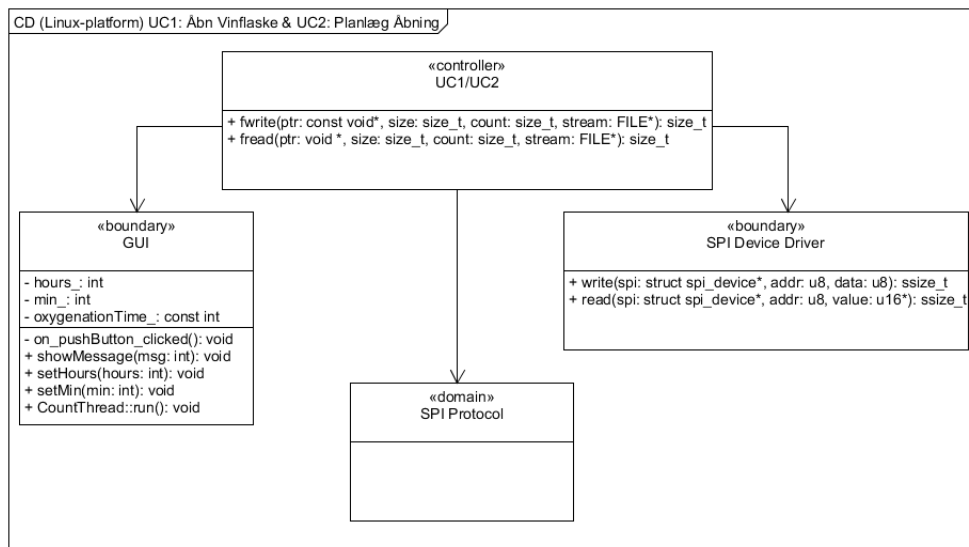 CD (Linux-platform) UC1: Åbn Vinflaske & UC2: Planlæg Åbning
«controller»
UC1/UC2
+ fwrite(ptr: const void*, size: size_t, count: size_t, stream: FILE*): size_t
+ fread(ptr: void *, size: size_t, count: size_t, stream: FILE*): size_t
«boundary»
GUI
- hours_: int
- min_: int
- oxygenationTime_: const int
- on_pushButton_clicked(): void
+ showMessage(msg: int): void
+ setHours(hours: int): void
+ setMin(min: int): void
+ CountThread::run(): void
«boundary»
SPI Device Driver
+ write(spi: struct spi_device*, addr: u8, data: u8): ssize_t
+ read(spi: struct spi_device*, addr: u8, value: u16*): ssize_t
«domain»
SPI Protocol